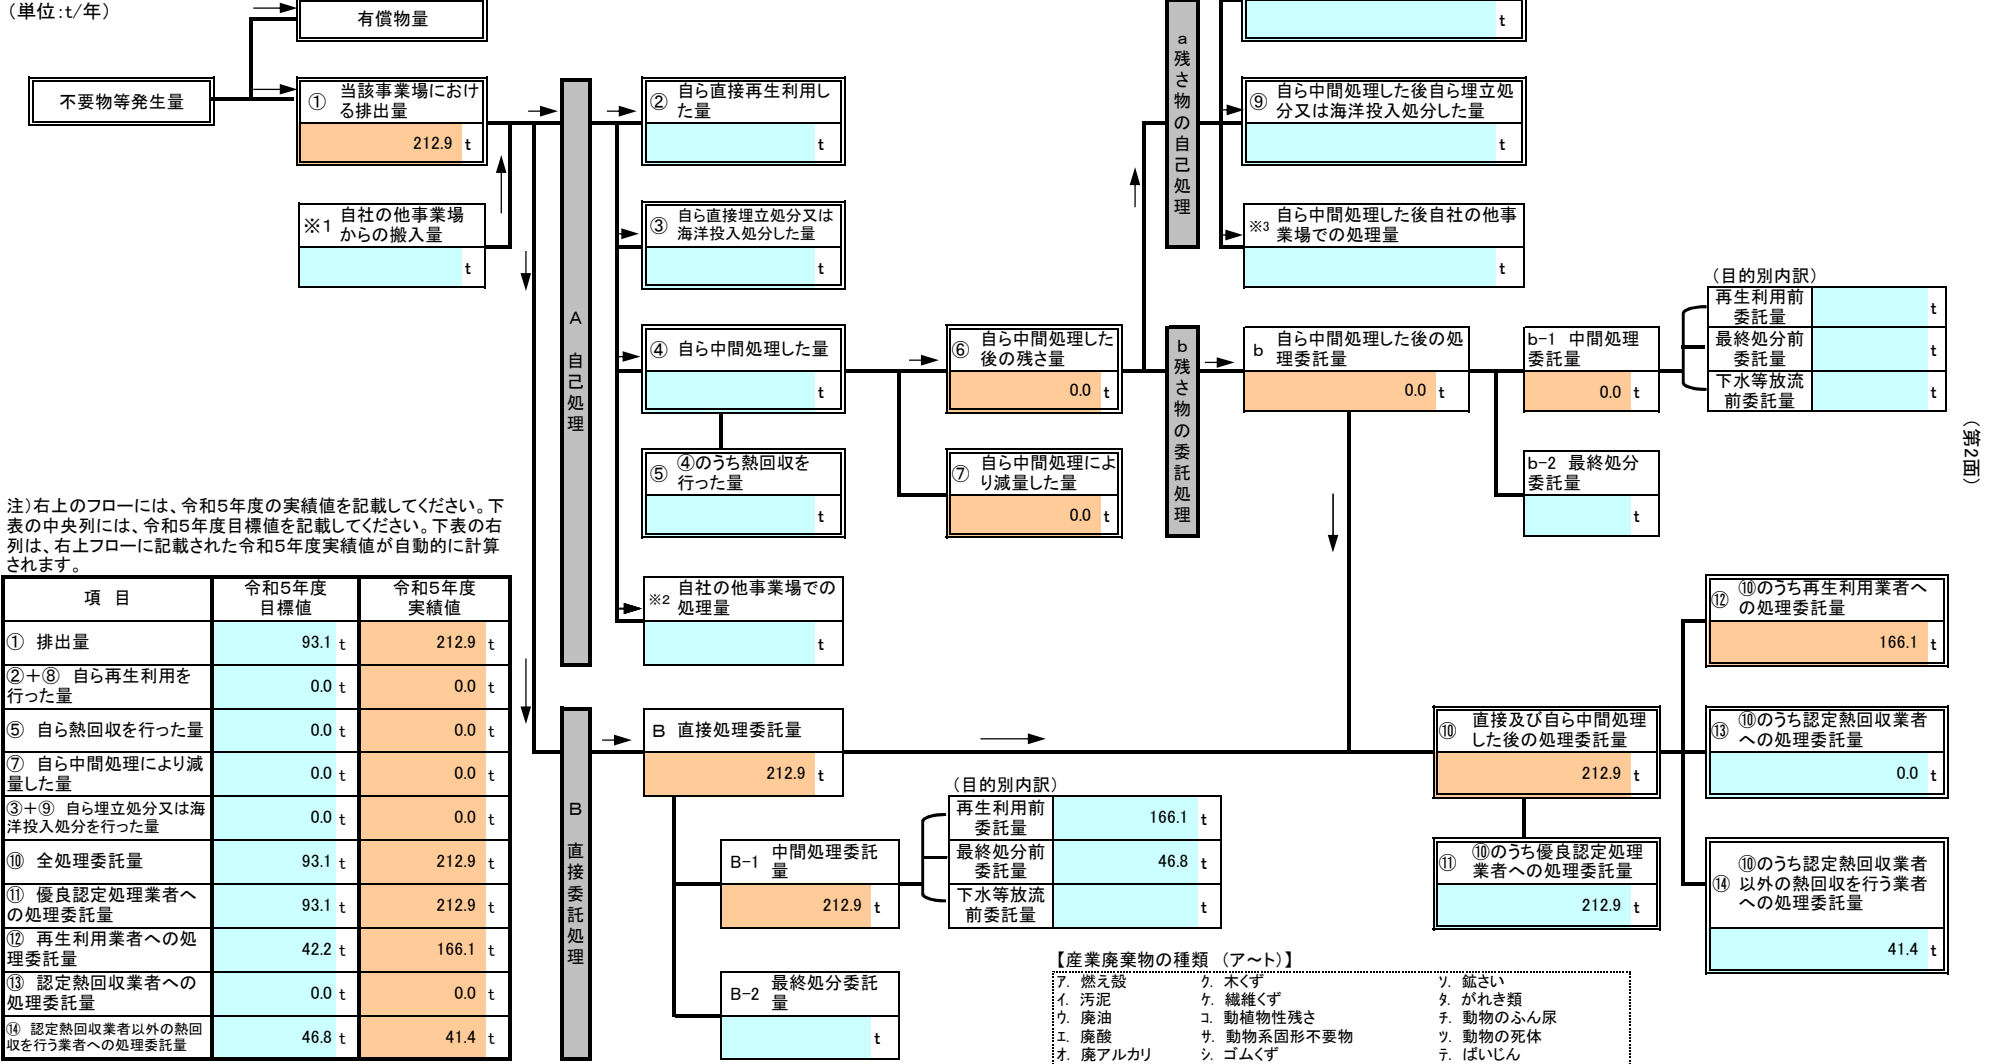 （単位:t/年）
有償物量
不要物等発生量
① 当該事業場におけ
る排出量
212.9 t
※1 自社の他事業場
からの搬入量
t
A 自己処理
② 自ら直接再生利用し
た量
t
③ 自ら直接埋立処分又は
海洋投入処分した量
t
④ 自ら中間処理した量
t
⑤ ④のうち熱回収を
行った量
t
※2 自社の他事業場での
処理量
t
⑥ 自ら中間処理した
後の残さ量
0.0 t
⑦ 自ら中間処理によ
り減量した量
0.0 t
a残さ物の自己処理
t
⑨ 自ら中間処理した後自ら埋立処
分又は海洋投入処分した量
t
※3 自ら中間処理した後自社の他事
業場での処理量
t
b残さ物の委託処理
b 自ら中間処理した後の処
理委託量
0.0 t
b-1 中間処理
委託量
0.0 t
b-2 最終処分
委託量
t
（目的別内訳）
再生利用前
委託量
t
最終処分前
委託量
t
下水等放流
前委託量
t
（第2面）
注）右上のフローには、令和5年度の実績値を記載してください。下
表の中央列には、令和5年度目標値を記載してください。下表の右
列は、右上フローに記載された令和5年度実績値が自動的に計算
されます。
項 目 令和5年度
目標値 令和5年度
実績値
① 排出量 93.1 t 212.9 t
②＋⑧ 自ら再生利用を
行った量 0.0 t 0.0 t
⑤ 自ら熱回収を行った量 0.0 t 0.0 t
⑦ 自ら中間処理により減
量した量 0.0 t 0.0 t
③＋⑨ 自ら埋立処分又は海
洋投入処分を行った量 0.0 t 0.0 t
⑩ 全処理委託量 93.1 t 212.9 t
⑪ 優良認定処理業者へ
の処理委託量 93.1 t 212.9 t
⑫ 再生利用業者への処
理委託量 42.2 t 166.1 t
⑬ 認定熱回収業者への
処理委託量 0.0 t 0.0 t
⑭ 認定熱回収業者以外の熱回
収を行う業者への処理委託量 46.8 t 41.4 t
B 直接委託処理
B 直接処理委託量
212.9 t
B-1 中間処理委託
量
212.9 t
B-2 最終処分委託
量
t
（目的別内訳）
再生利用前
委託量
166.1 t
最終処分前
委託量
46.8 t
下水等放流
前委託量
t
⑩ 直接及び自ら中間処理
した後の処理委託量
212.9 t
⑪ ⑩のうち優良認定処理
業者への処理委託量
212.9 t
⑫ ⑩のうち再生利用業者へ
の処理委託量
166.1 t
⑬ ⑩のうち認定熱回収業者
への処理委託量
0.0 t
⑭ ⑩のうち認定熱回収業者
以外の熱回収を行う業者
への処理委託量
41.4 t
【産業廃棄物の種類 （ア～ト）】
ア. 燃え殻 ク. 木くず ソ. 鉱さい
イ. 汚泥 ケ. 繊維くず タ. がれき類
ウ. 廃油 コ. 動植物性残さ チ. 動物のふん尿
エ. 廃酸 サ. 動物系固形不要物 ツ. 動物の死体
オ. 廃アルカリ シ. ゴムくず テ. ばいじん